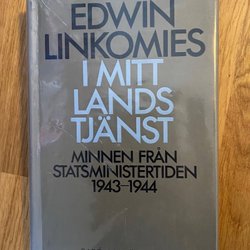 EDWIN
LINKOMIES
I MITT
LANDS
TJÄNST
MINNEN FRÅN
STATSMINISTERTIDEN
1943–1944